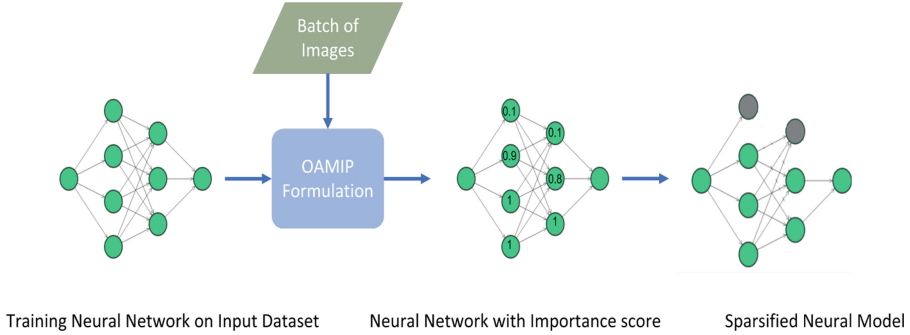 Batch of
Images
OAMIP
Formulation
0.1
0.1
0.9
0.8
1
1
1
Training Neural Network on Input Dataset
Neural Network with Importance score
Sparsified Neural Model